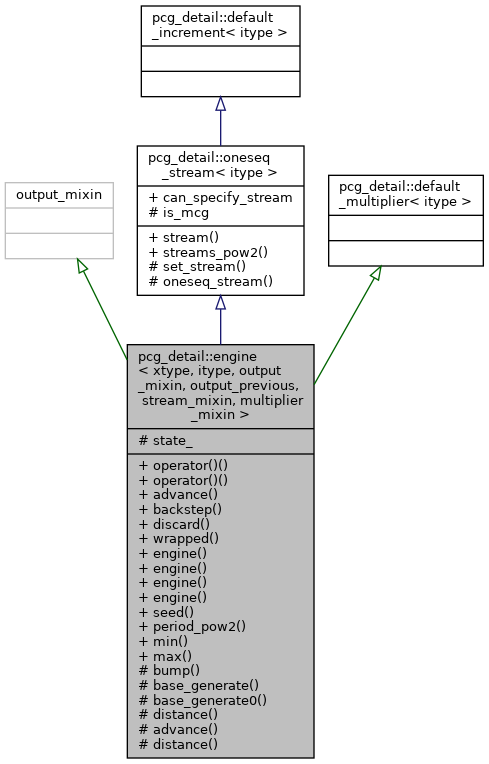 pcg_detail::default
_increment< itype >
pcg_detail::oneseq
_stream< itype >
+ can_specify_stream
# is_mcg
+ stream()
+ streams_pow2()
# set_stream()
# oneseq_stream()
output_mixin
pcg_detail::default
_multiplier< itype >
pcg_detail::engine
< xtype, itype, output
_mixin, output_previous,
stream_mixin, multiplier
_mixin >
# state_
+ operator()()
+ operator()()
+ advance()
+ backstep()
+ discard()
+ wrapped()
+ engine()
+ engine()
+ engine()
+ engine()
+ seed()
+ period_pow2()
+ min()
+ max()
# bump()
# base_generate()
# base_generate0()
# distance()
# advance()
# distance()